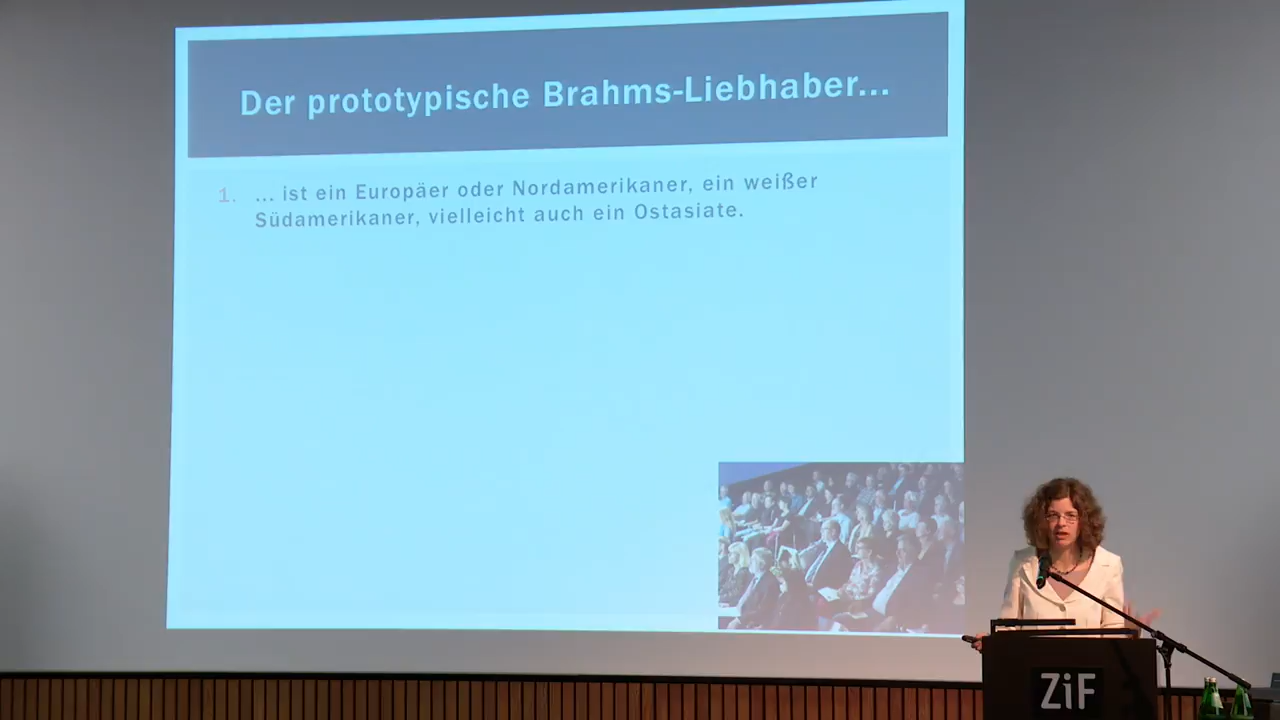 Der prototypische Brahms-Liebhaber...
1. ... ist ein Europäer oder Nordamerikaner, ein weißer
Südamerikaner, vielleicht auch ein Ostasiate.
ZiF